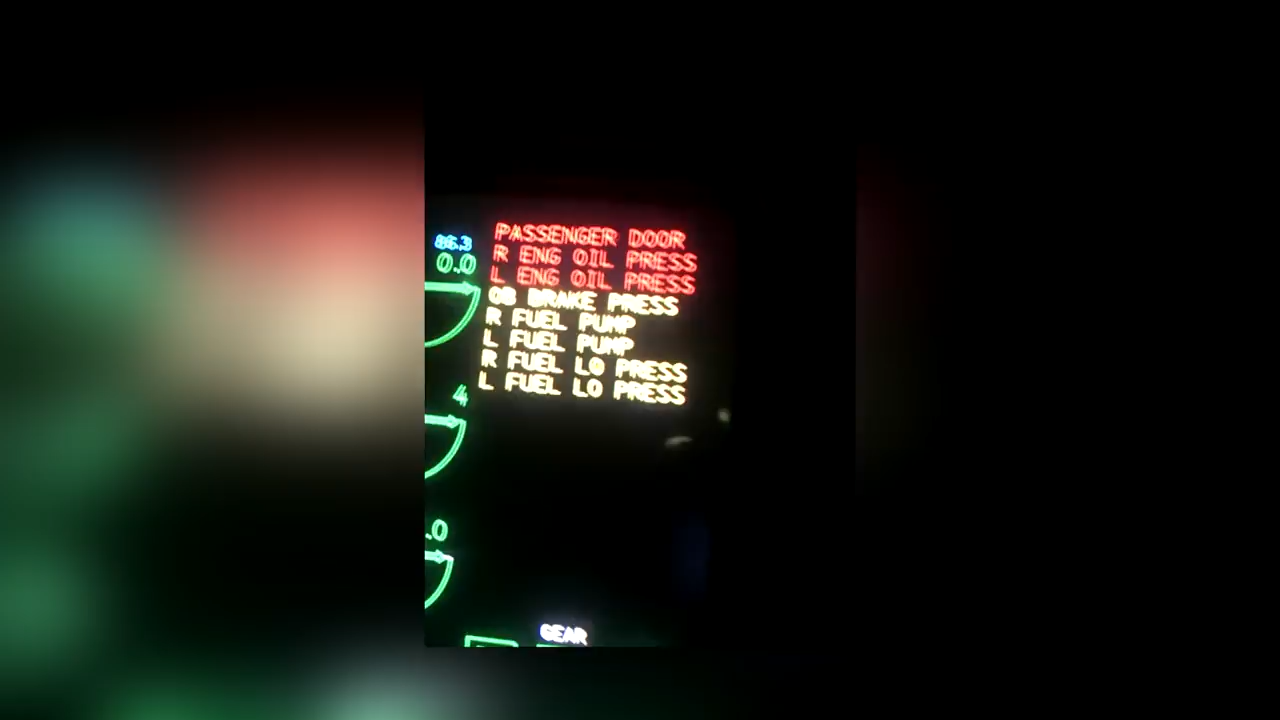 86.3
0.0
PASSENGER DOOR
R ENG OIL PRESS
L ENG OIL PRESS
OB BRAKE PRESS
R FUEL PUMP
L FUEL PUMP
R FUEL LO PRESS
L FUEL LO PRESS
4
.0
GEAR